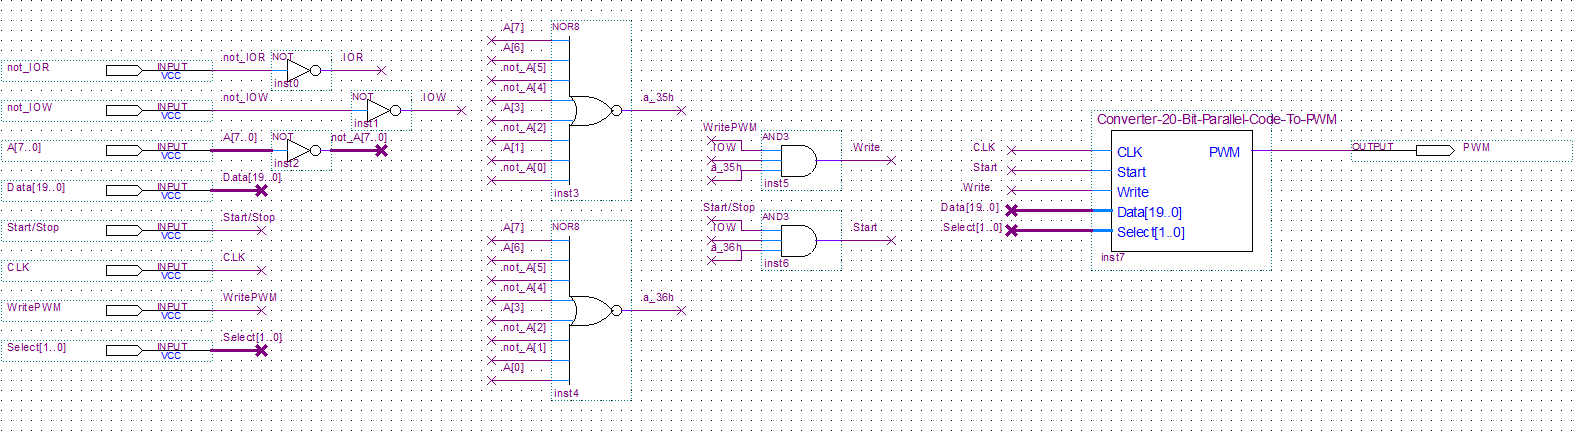 not_IOR INPUT VCC not_IOR NOT inst0 IOR
not_IOW INPUT VCC not_IOW NOT inst1 IOW
A[7..0] INPUT VCC A[7..0] NOT inst2 not_A[7..0]
Data[19..0] INPUT VCC Data[19..0]
Start/Stop INPUT VCC Start/Stop
CLK INPUT VCC CLK
WritePWM INPUT VCC WritePWM
Select[1..0] INPUT VCC Select[1..0]
NOR8
A[7]
A[6]
not_A[5]
not_A[4]
A[3]
not_A[2]
A[1]
not_A[0]
a_35h
inst3
NOR8
A[7]
A[6]
not_A[5]
not_A[4]
A[3]
not_A[2]
not_A[1]
A[0]
a_36h
inst4
WritePWM AND3
IOW Write
a_35h
inst5
Start/Stop AND3
IOW Start
a_36h
inst6
Converter-20-Bit-Parallel-Code-To-PWM
CLK CLK PWM OUTPUT PWM
Start Start
Write Write
Data[19..0] Data[19..0]
Select[1..0] Select[1..0]
inst7